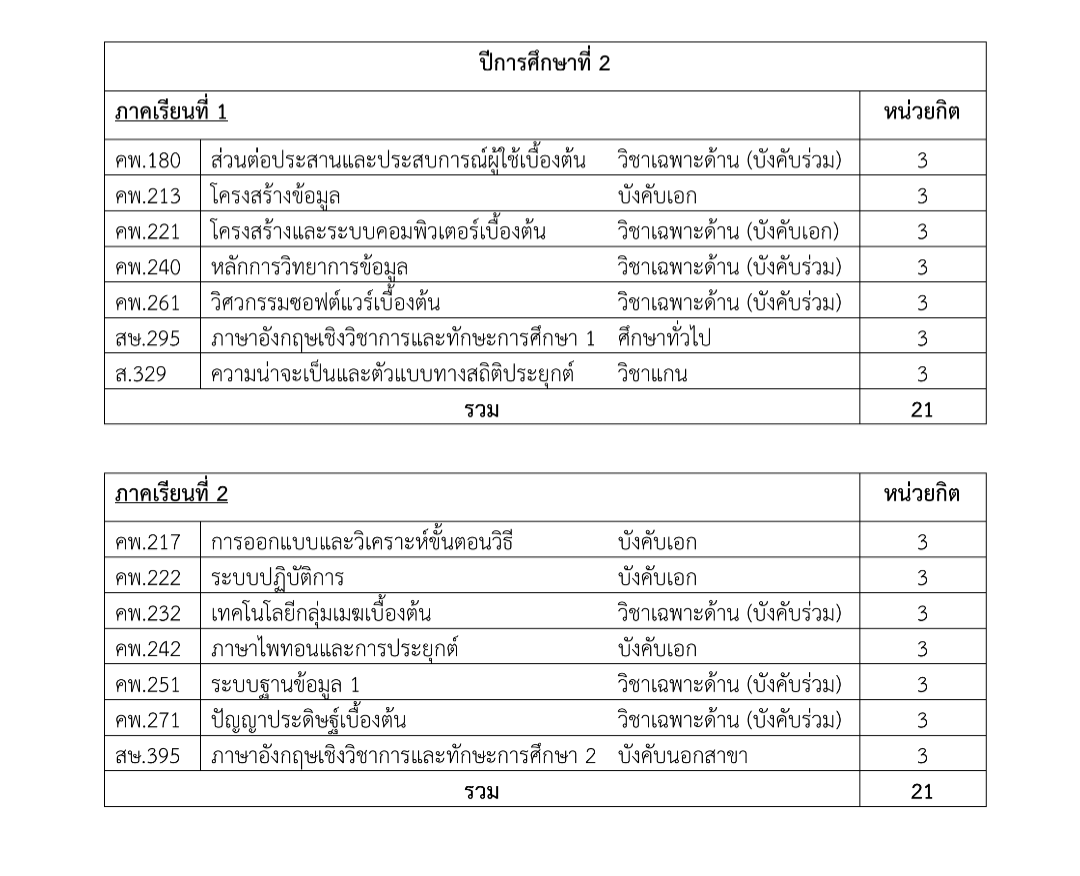 ปีการศึกษาที่ 2
ภาคเรียนที่ 1 หน่วยกิต
คพ.180 ส่วนต่อประสานและประสบการณ์ผู้ใช้เบื้องต้น วิชาเฉพาะด้าน (บังคับร่วม) 3
คพ.213 โครงสร้างข้อมูล บังคับเอก 3
คพ.221 โครงสร้างและระบบคอมพิวเตอร์เบื้องต้น วิชาเฉพาะด้าน (บังคับเอก) 3
คพ.240 หลักการวิทยาการข้อมูล วิชาเฉพาะด้าน (บังคับร่วม) 3
คพ.261 วิศวกรรมซอฟต์แวร์เบื้องต้น วิชาเฉพาะด้าน (บังคับร่วม) 3
สษ.295 ภาษาอังกฤษเชิงวิชาการและทักษะการศึกษา 1 ศึกษาทั่วไป 3
ส.329 ความน่าจะเป็นและตัวแบบทางสถิติประยุกต์ วิชาแกน 3
รวม 21
ภาคเรียนที่ 2 หน่วยกิต
คพ.217 การออกแบบและวิเคราะห์ขั้นตอนวิธี บังคับเอก 3
คพ.222 ระบบปฏิบัติการ บังคับเอก 3
คพ.232 เทคโนโลยีกลุ่มเมฆเบื้องต้น วิชาเฉพาะด้าน (บังคับร่วม) 3
คพ.242 ภาษาไพทอนและการประยุกต์ บังคับเอก 3
คพ.251 ระบบฐานข้อมูล 1 วิชาเฉพาะด้าน (บังคับร่วม) 3
คพ.271 ปัญญาประดิษฐ์เบื้องต้น วิชาเฉพาะด้าน (บังคับร่วม) 3
สษ.395 ภาษาอังกฤษเชิงวิชาการและทักษะการศึกษา 2 บังคับนอกสาขา 3
รวม 21